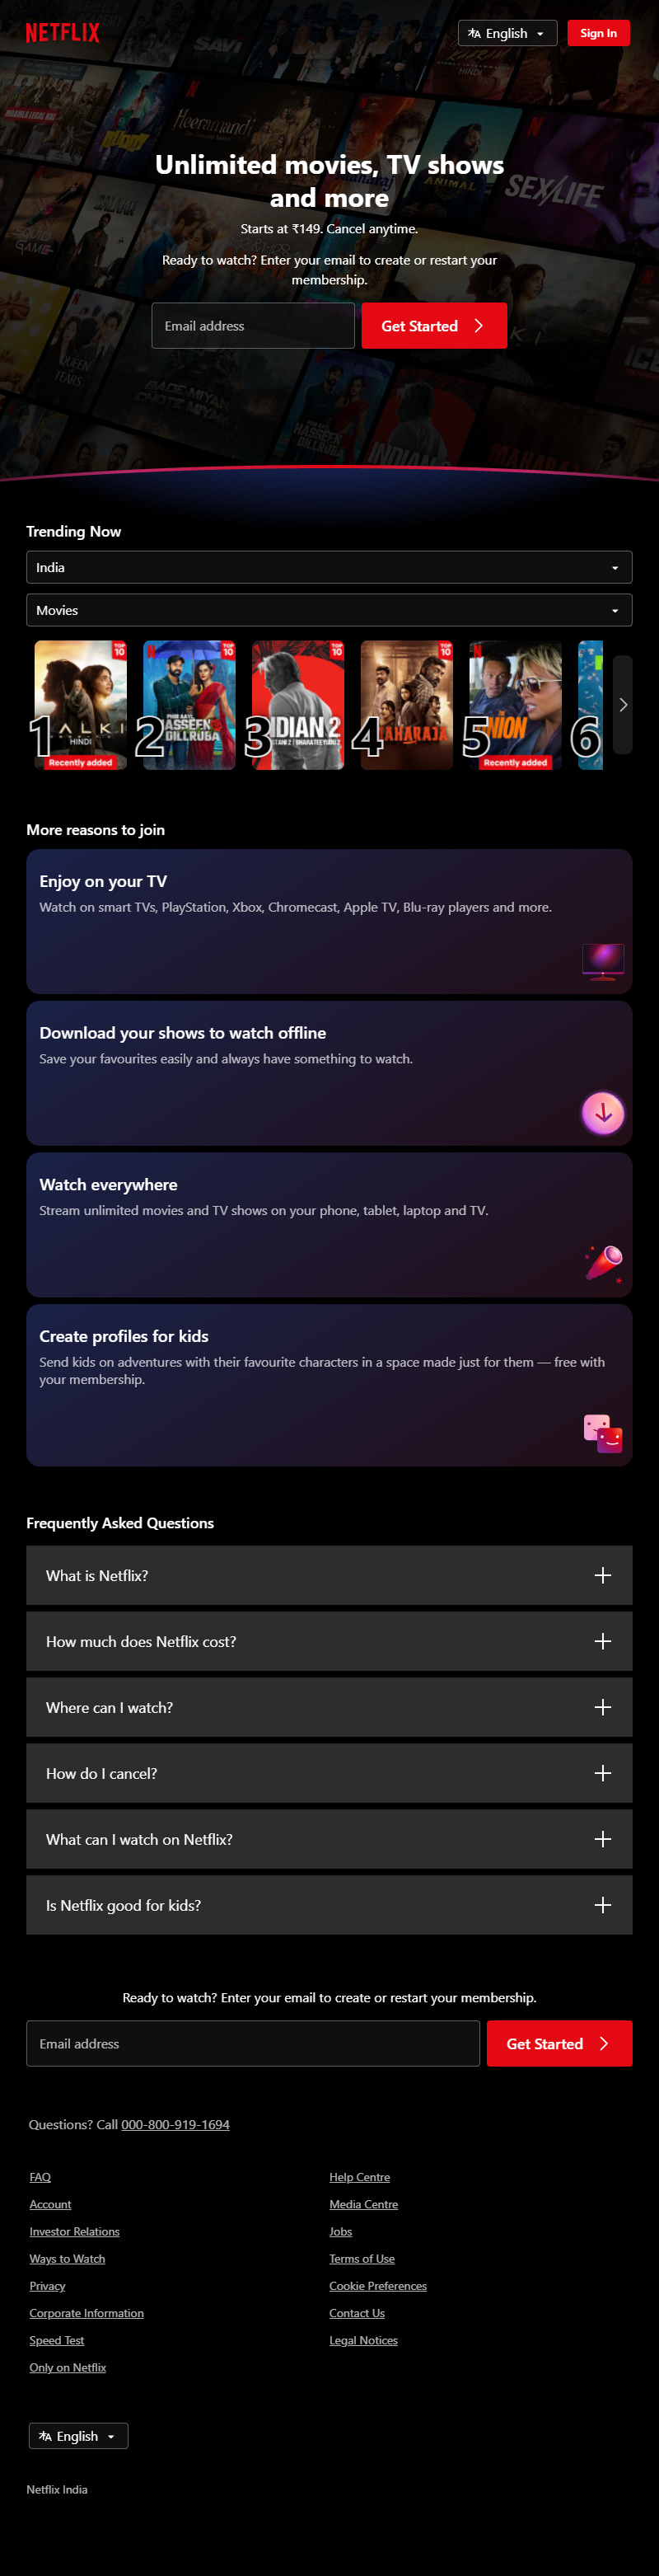 NETFLIX
English
Sign In
Unlimited movies, TV shows
and more
Starts at ₹149. Cancel anytime.
Ready to watch? Enter your email to create or restart your
membership.
Email address
Get Started
Trending Now
India
Movies
TOP
10
TOP
10
TOP
10
TOP
10
HINDI
1
2
3
4
5
6
Recently added
Recently added
More reasons to join
Enjoy on your TV
Watch on smart TVs, PlayStation, Xbox, Chromecast, Apple TV, Blu-ray players and more.
Download your shows to watch offline
Save your favourites easily and always have something to watch.
Watch everywhere
Stream unlimited movies and TV shows on your phone, tablet, laptop and TV.
Create profiles for kids
Send kids on adventures with their favourite characters in a space made just for them — free with
your membership.
Frequently Asked Questions
What is Netflix?
How much does Netflix cost?
Where can I watch?
How do I cancel?
What can I watch on Netflix?
Is Netflix good for kids?
Ready to watch? Enter your email to create or restart your membership.
Email address
Get Started
Questions? Call 000-800-919-1694
FAQ
Help Centre
Account
Media Centre
Investor Relations
Jobs
Ways to Watch
Terms of Use
Privacy
Cookie Preferences
Corporate Information
Contact Us
Speed Test
Legal Notices
Only on Netflix
English
Netflix India